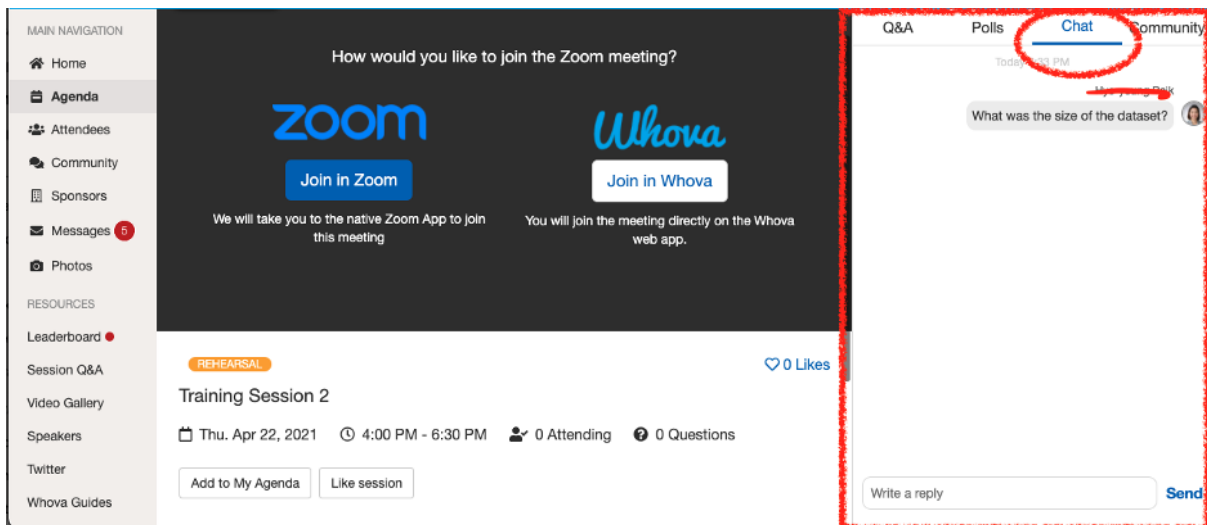 MAIN NAVIGATION
Home
Agenda
Attendees
Community
Sponsors
Messages 5
Photos
RESOURCES
Leaderboard
Session Q&A
Video Gallery
Speakers
Twitter
Whova Guides
How would you like to join the Zoom meeting?
zoom
Join in Zoom
We will take you to the native Zoom App to join
this meeting
Whova
Join in Whova
You will join the meeting directly on the Whova
web app.
REHEARSAL
0 Likes
Training Session 2
Thu. Apr 22, 2021 4:00 PM - 6:30 PM 0 Attending 0 Questions
Add to My Agenda Like session
Q&A Polls Chat Community
Today PM
What was the size of the dataset?
Write a reply Send